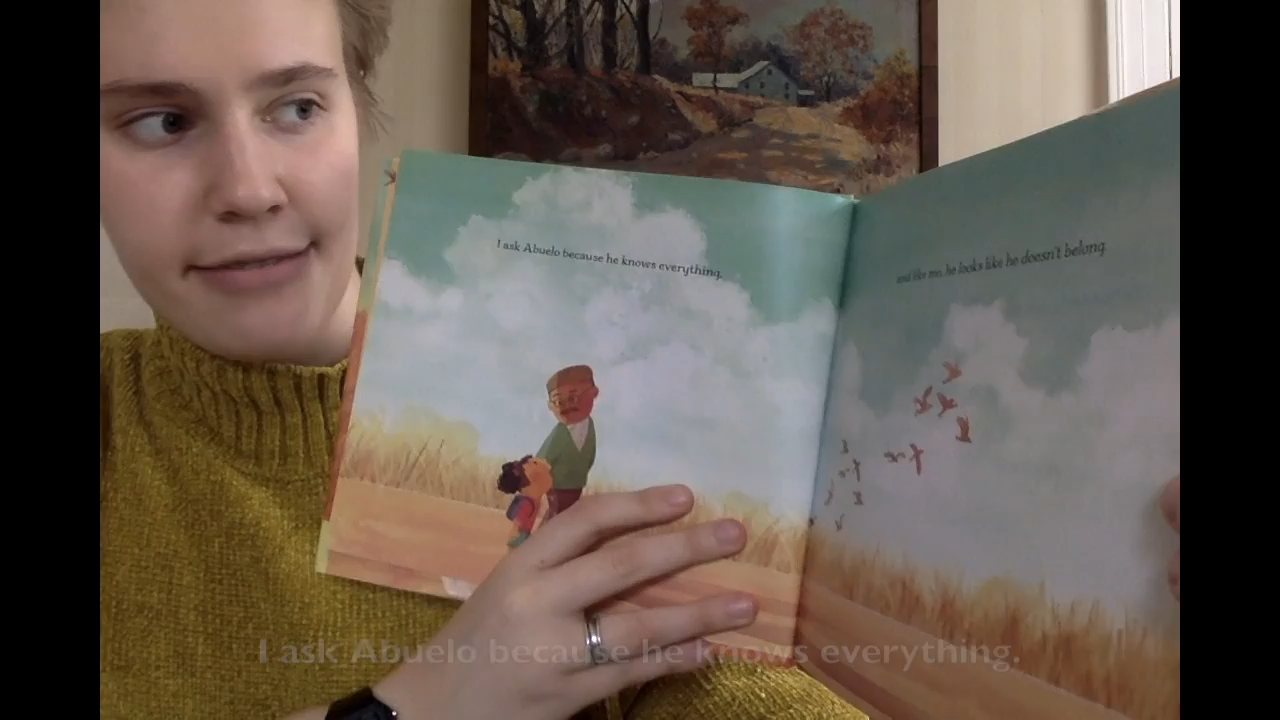 I ask Abuelo because he knows everything,
and like me, he looks like he doesn't belong.
I ask Abuelo because he knows everything.